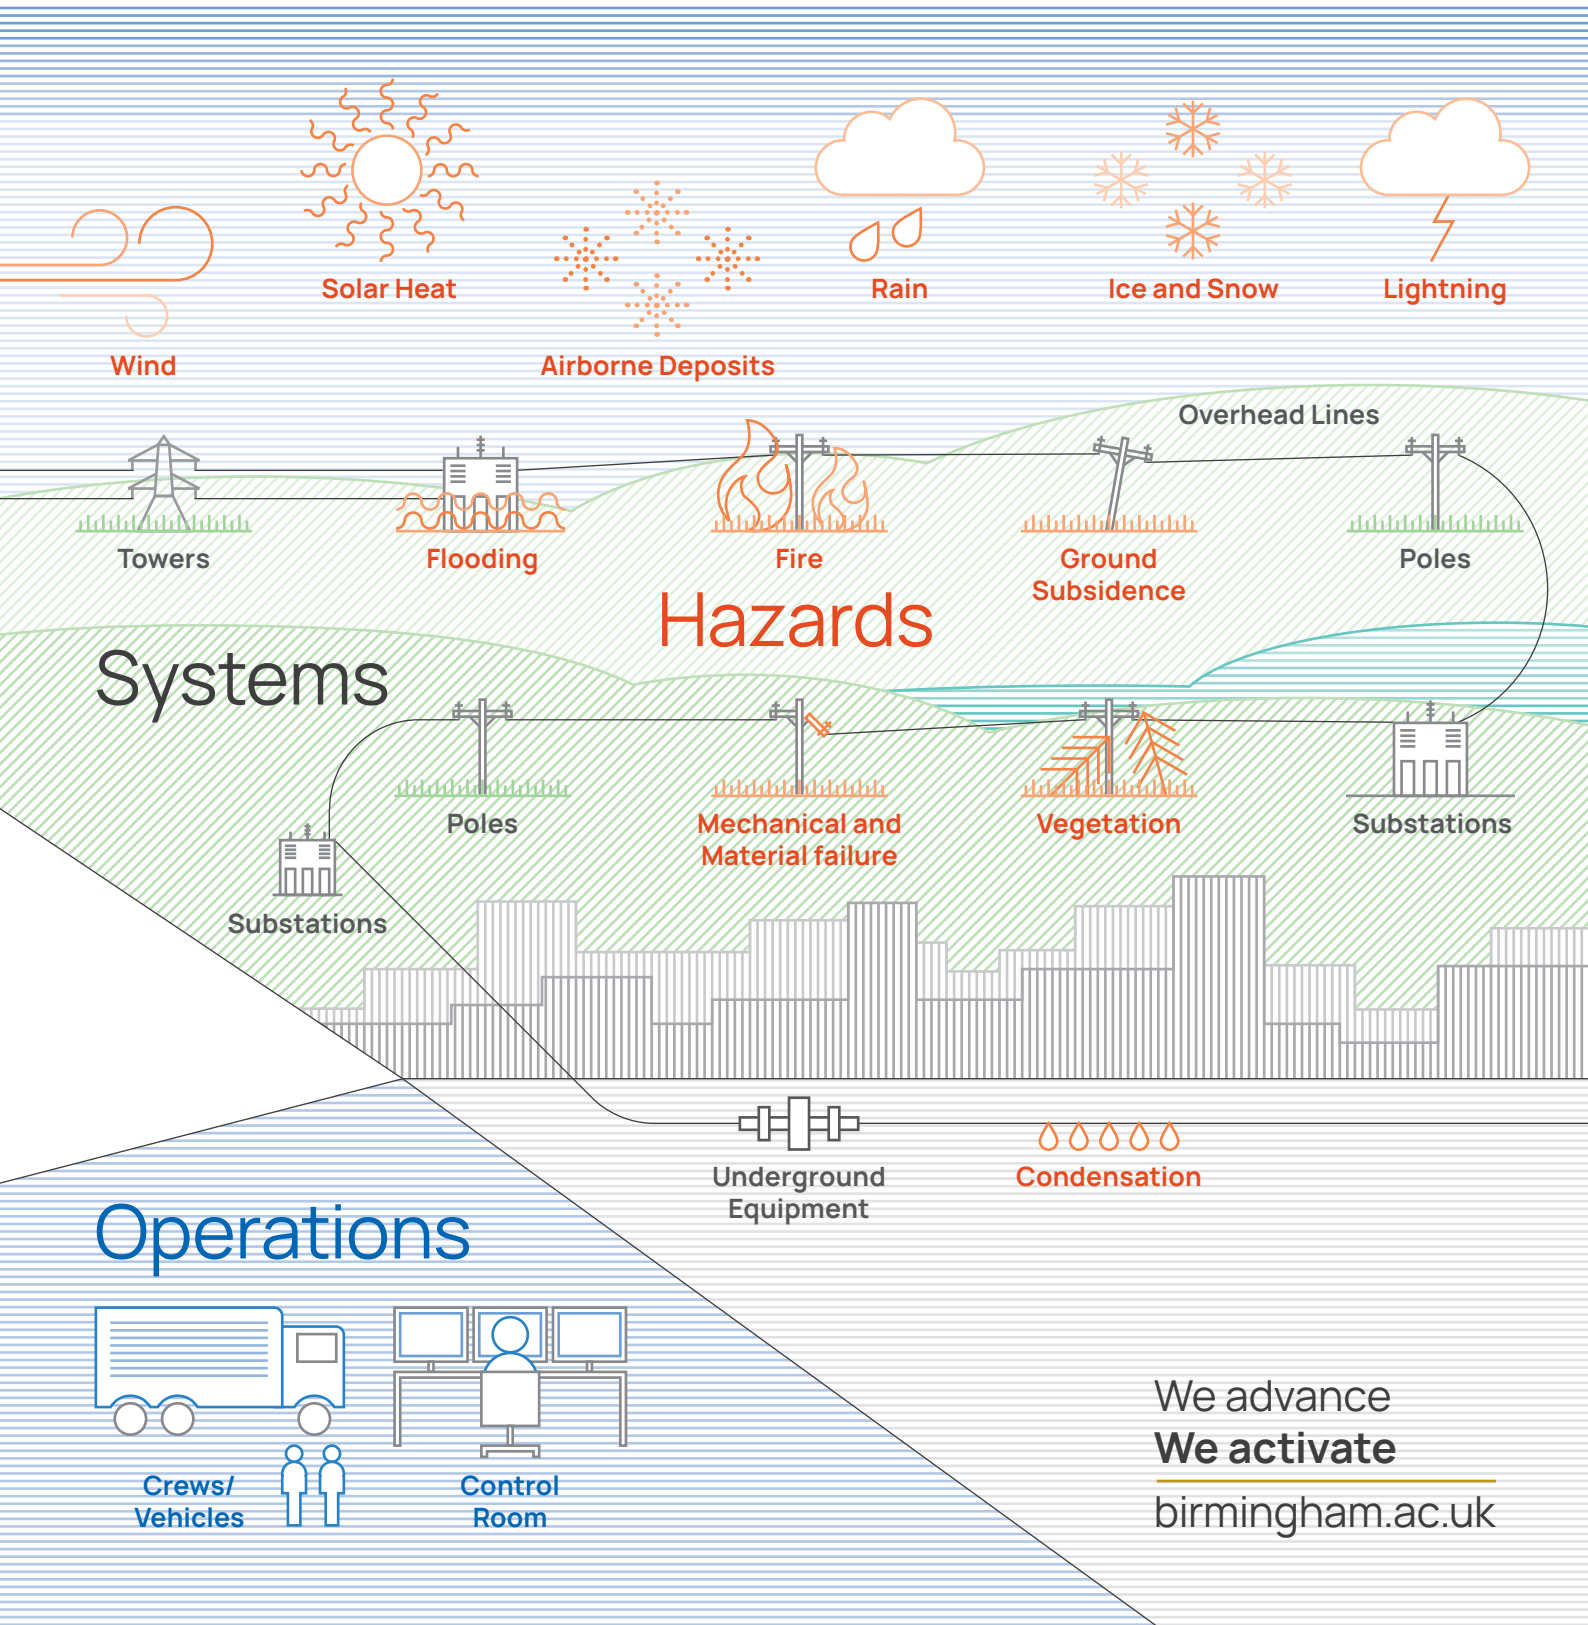 Solar Heat
Rain
Ice and Snow
Lightning
Wind
Airborne Deposits
Overhead Lines
Towers
Flooding
Fire
Ground
Subsidence
Poles
Hazards
Systems
Poles
Mechanical and
Material failure
Vegetation
Substations
Substations
Underground
Equipment
Condensation
Operations
Crews/
Vehicles
Control
Room
We advance
We activate
birmingham.ac.uk